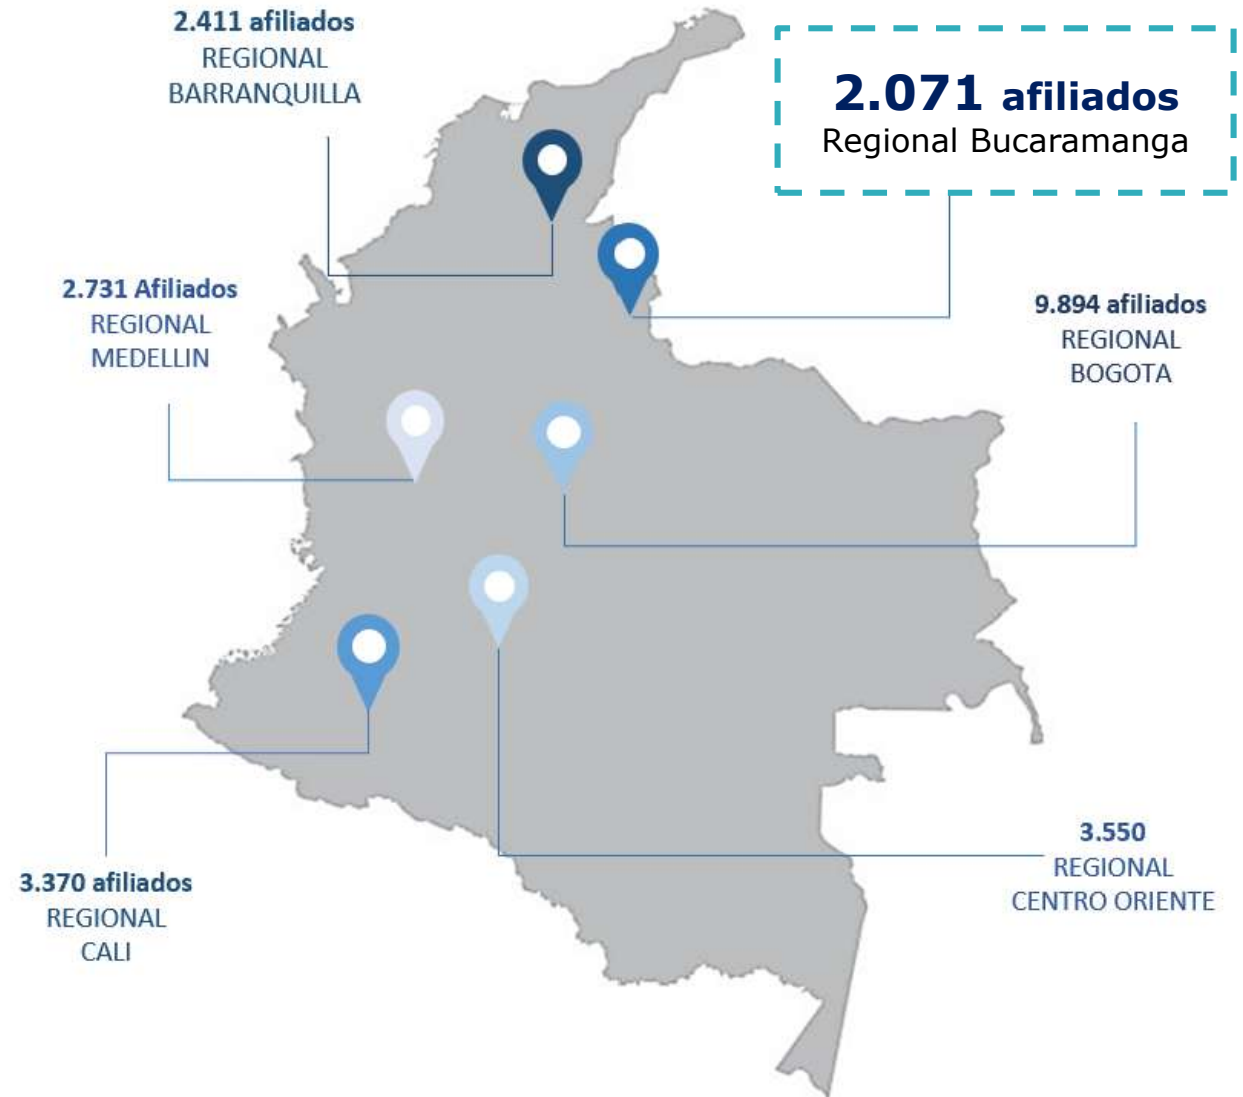 2.411 afiliados
REGIONAL
BARRANQUILLA
2.071 afiliados
Regional Bucaramanga
2.731 Afiliados
REGIONAL
MEDELLIN
9.894 afiliados
REGIONAL
BOGOTA
3.370 afiliados
REGIONAL
CALI
3.550
REGIONAL
CENTRO ORIENTE